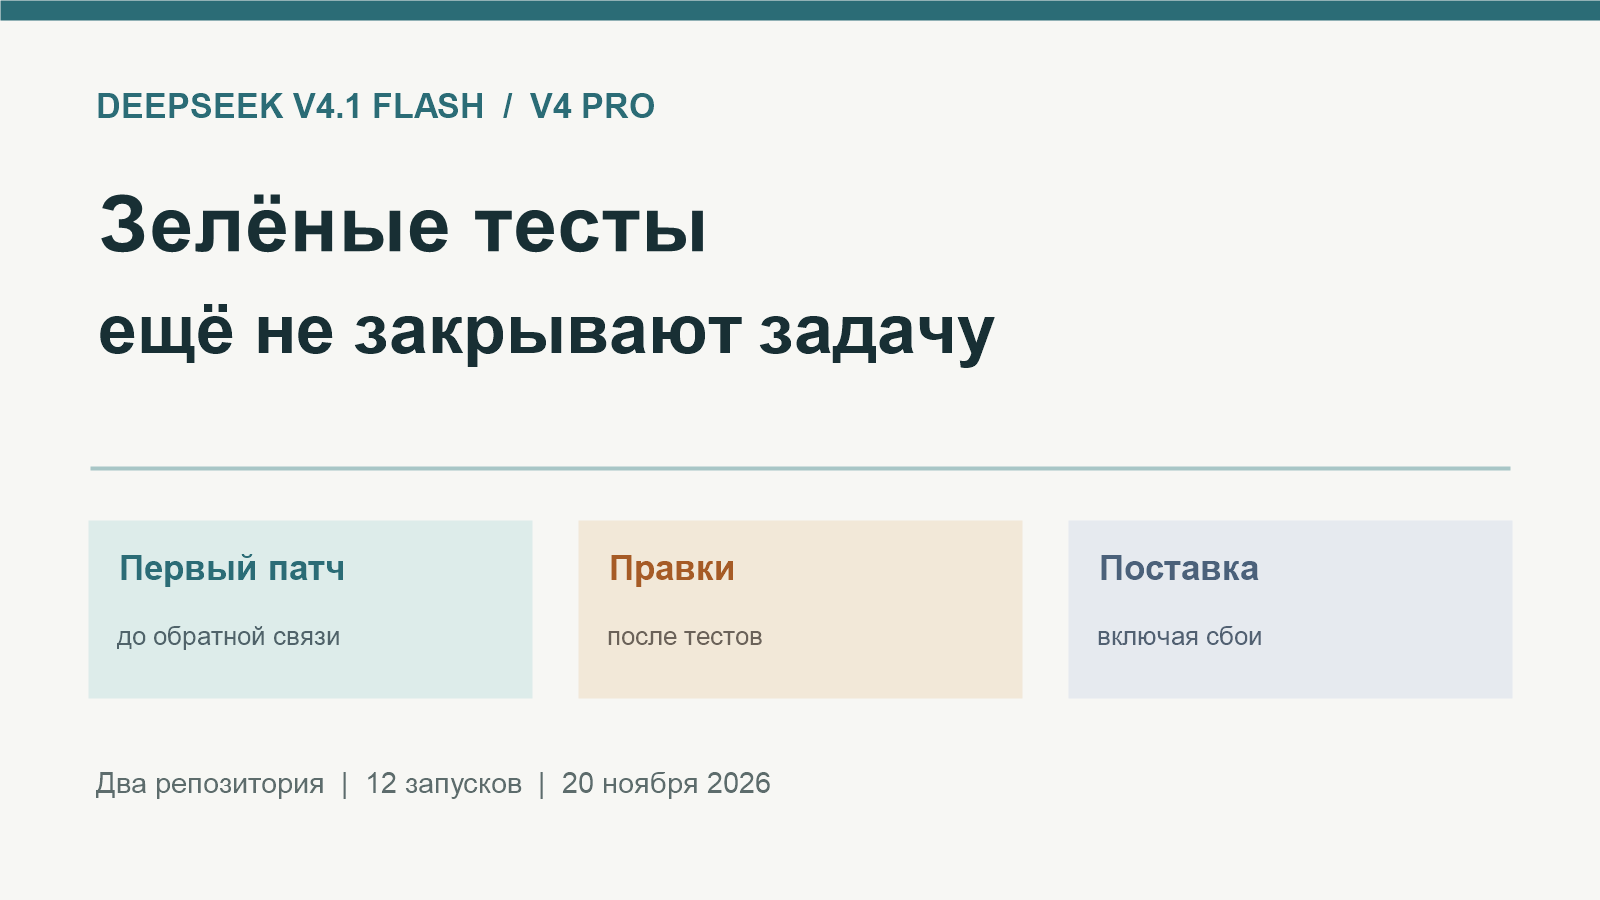 DEEPSEEK V4.1 FLASH / V4 PRO
Зелёные тесты
ещё не закрывают задачу
Первый патч
до обратной связи
Правки
после тестов
Поставка
включая сбои
Два репозитория | 12 запусков | 20 ноября 2026